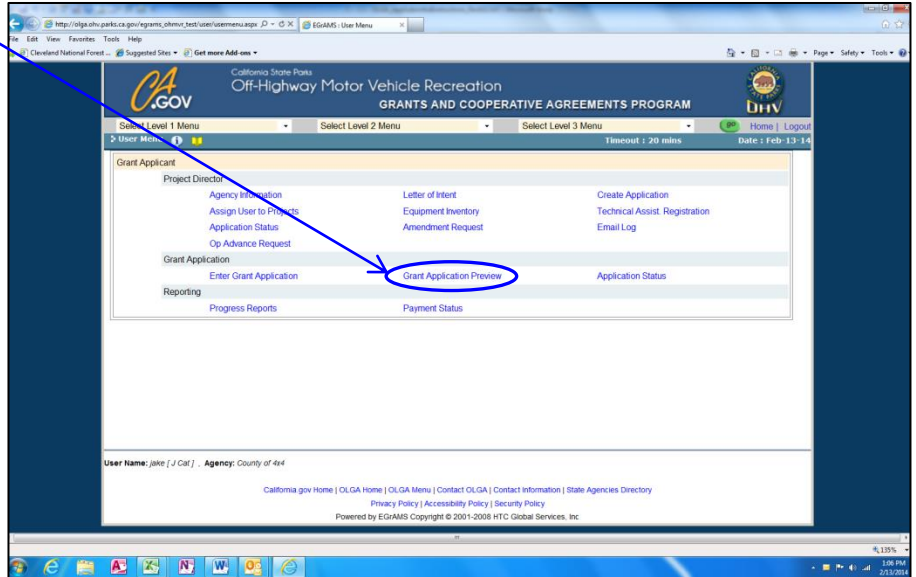 http://olga.ohv.parks.ca.gov/egrams_ohmvr_test/user/usermenu.aspx
EGrAMS : User Menu
File Edit View Favorites Tools Help
Cleveland National Forest ... Suggested Sites Get more Add-ons
Page Safety Tools
CA.GOV
California State Parks
Off-Highway Motor Vehicle Recreation
GRANTS AND COOPERATIVE AGREEMENTS PROGRAM
OHV
Select Level 1 Menu Select Level 2 Menu Select Level 3 Menu go Home | Logout
User Menu Timeout : 20 mins Date : Feb-13-14
Grant Applicant
Project Director
Agency Information Letter of Intent Create Application
Assign User to Projects Equipment Inventory Technical Assist. Registration
Application Status Amendment Request Email Log
Op Advance Request
Grant Application
Enter Grant Application Grant Application Preview Application Status
Reporting
Progress Reports Payment Status
User Name: jake [ J Cat ] , Agency: County of 4x4
California.gov Home | OLGA Home | OLGA Menu | Contact OLGA | Contact Information | State Agencies Directory
Privacy Policy | Accessibility Policy | Security Policy
Powered by EGrAMS Copyright © 2001-2008 HTC Global Services, Inc
135%
1:06 PM
2/13/2014